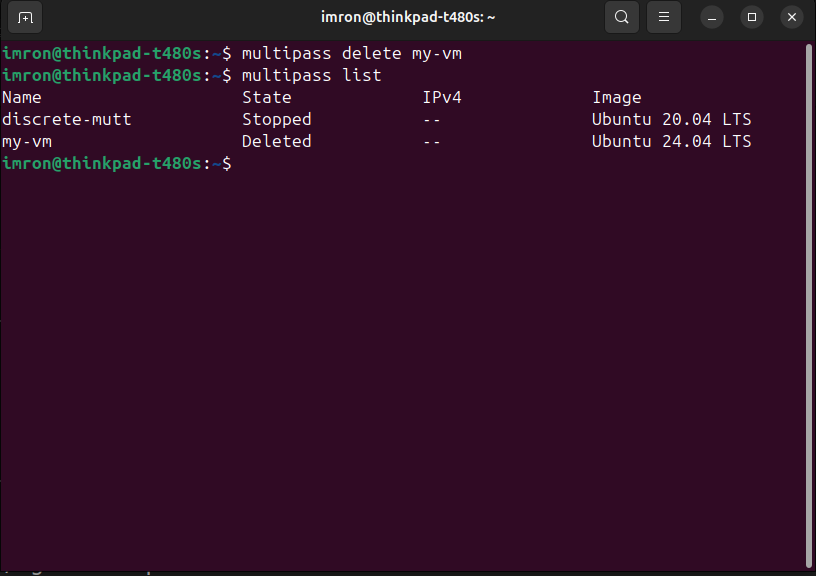 imron@thinkpad-t480s: ~
imron@thinkpad-t480s:~$ multipass delete my-vm
imron@thinkpad-t480s:~$ multipass list
Name                    State             IPv4             Image
discrete-mutt           Stopped           --               Ubuntu 20.04 LTS
my-vm                   Deleted           --               Ubuntu 24.04 LTS
imron@thinkpad-t480s:~$